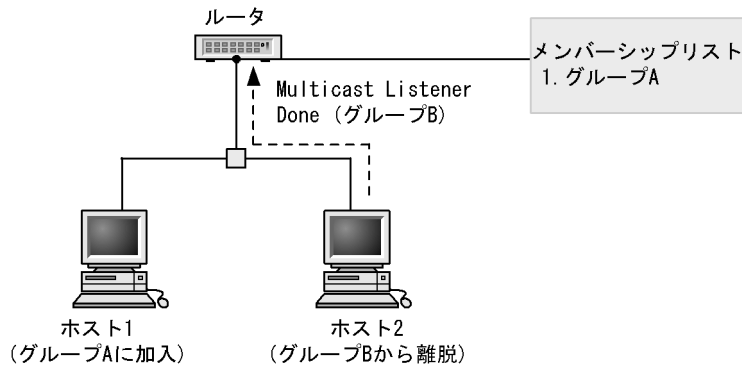 ルータ
メンバーシップリスト
1. グループA
Multicast Listener
Done (グループB)
ホスト1
(グループAに加入)
ホスト2
(グループBから離脱)